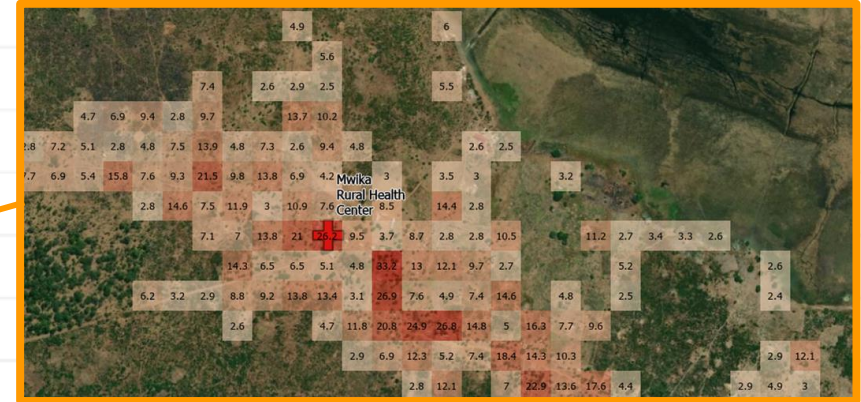 4.9 6
5.6
7.4 2.6 2.9 2.5 5.5
4.7 6.9 9.4 2.8 9.7 13.7 10.2
7.2 5.1 2.8 4.8 7.5 13.9 4.8 7.3 2.6 9.4 4.8 2.6 2.5
6.9 5.4 15.8 7.6 9.3 21.5 9.8 13.8 6.9 4.2 3 3.5 3 3.2
Mwika
Rural Health
Center
2.8 14.6 7.5 11.9 3 10.9 7.6 8.5 14.4 2.8
7.1 7 13.8 21 26.2 9.5 3.7 8.7 2.8 2.8 10.5 11.2 2.7 3.4 3.3 2.6
14.3 6.5 6.5 5.1 4.8 33.2 13 12.1 9.7 2.7 5.2 2.6
6.2 3.2 2.9 8.8 9.2 13.8 13.4 3.1 26.9 7.6 4.9 7.4 14.6 4.8 2.5 2.4
2.6 4.7 11.8 20.8 24.9 26.8 14.8 5 16.3 7.7 9.6
2.9 6.9 12.3 5.2 7.4 18.4 14.3 10.3 2.9 12.1
2.8 12.1 7 22.9 13.6 17.6 4.4 2.9 4.9 3